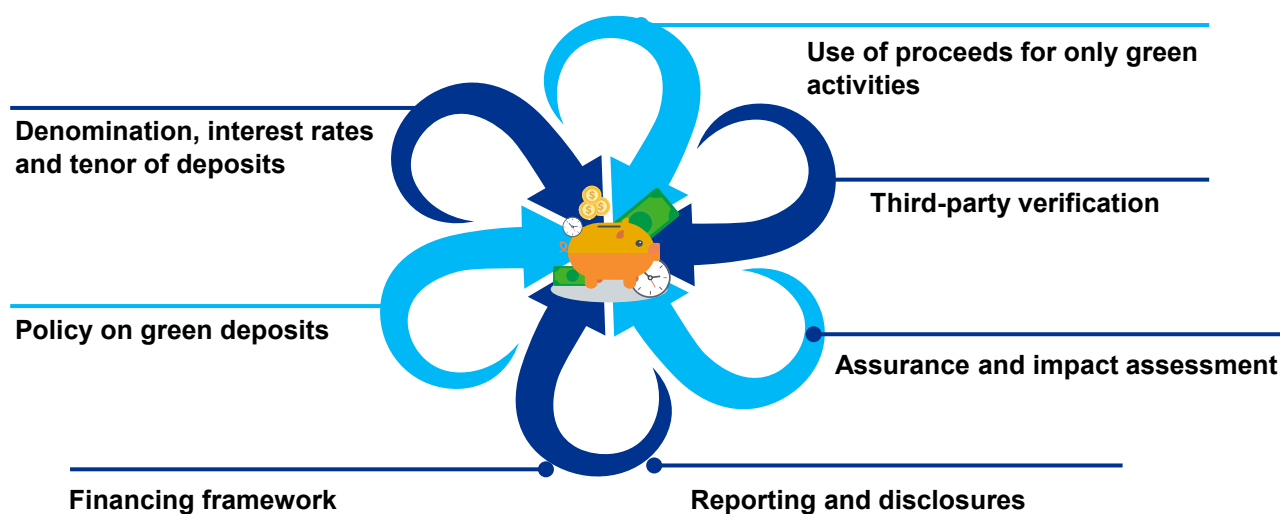 Use of proceeds for only green
activities
Denomination, interest rates
and tenor of deposits
Third-party verification
Policy on green deposits
Assurance and impact assessment
Financing framework
Reporting and disclosures